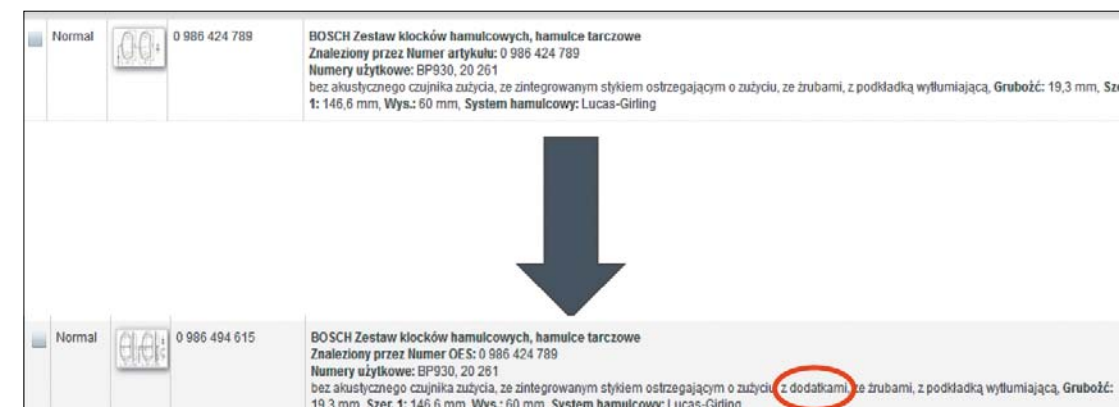 Normal
0 986 424 789
BOSCH Zestaw klocków hamulcowych, hamulce tarczowe
Znaleziony przez Numer artykułu: 0 986 424 789
Numery użytkowe: BP930, 20 261
bez akustycznego czujnika zużycia, ze zintegrowanym stykiem ostrzegającym o zużyciu, ze żrubami, z podkładką wytłumiającą, Grubożć: 19,3 mm, Sze
1: 146,6 mm, Wys.: 60 mm, System hamulcowy: Lucas-Girling
Normal
0 986 494 615
BOSCH Zestaw klocków hamulcowych, hamulce tarczowe
Znaleziony przez Numer OES: 0 986 424 789
Numery użytkowe: BP930, 20 261
bez akustycznego czujnika zużycia, ze zintegrowanym stykiem ostrzegającym o zużyciu, z dodatkami, ze żrubami, z podkładką wytłumiającą, Grubożć:
19,3 mm, Szer. 1: 146,6 mm, Wys.: 60 mm, System hamulcowy: Lucas-Girling